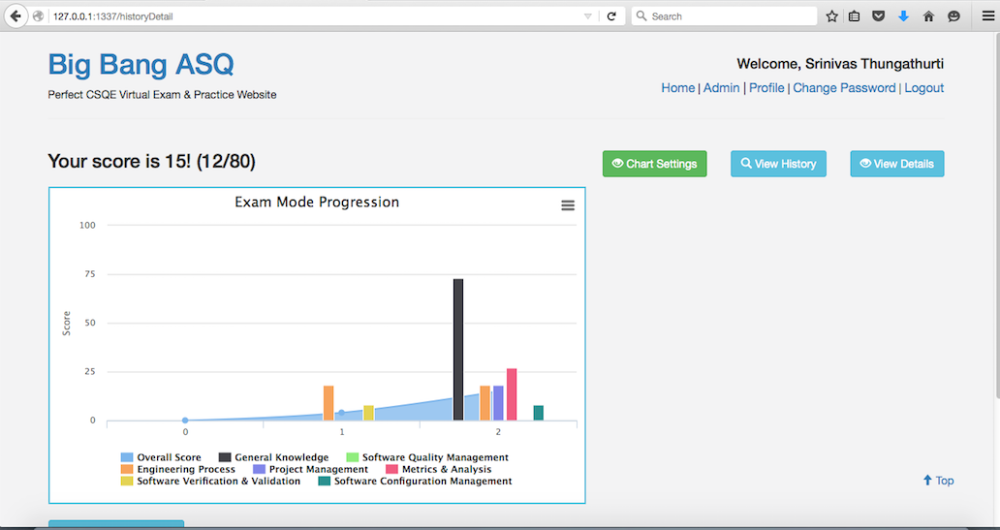 127.0.0.1:1337/historyDetail
Search
Big Bang ASQ
Perfect CSQE Virtual Exam & Practice Website
Welcome, Srinivas Thungathurti
Home | Admin | Profile | Change Password | Logout
Your score is 15! (12/80)
Chart Settings
View History
View Details
Exam Mode Progression
100
75
50
25
0
Score
0 1 2
Overall Score General Knowledge Software Quality Management
Engineering Process Project Management Metrics & Analysis
Software Verification & Validation Software Configuration Management
Top